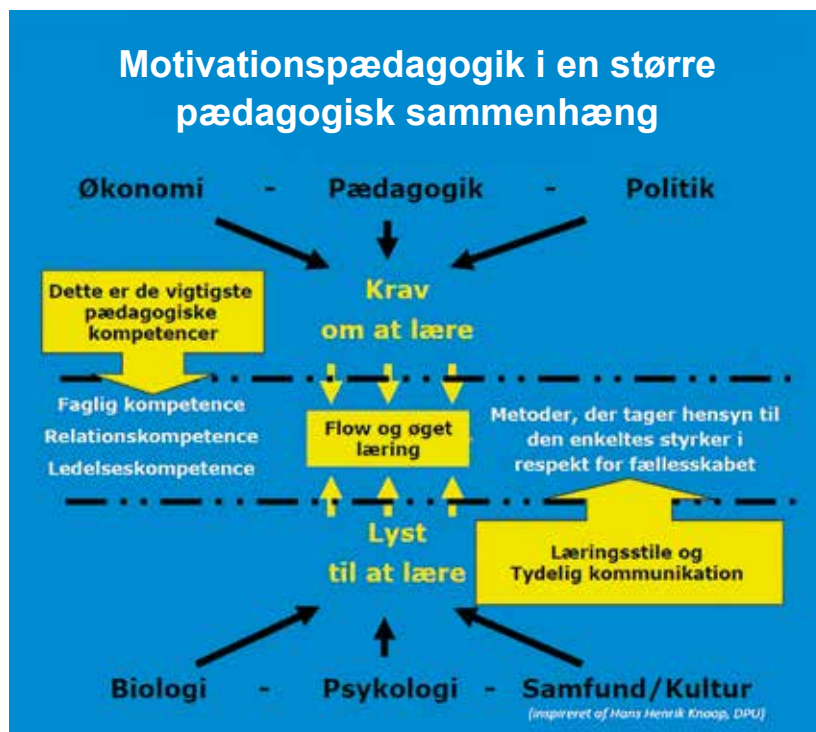 Motivationspædagogik i en større
pædagogisk sammenhæng
Økonomi - Pædagogik - Politik
Dette er de vigtigste
pædagogiske
kompetencer
Krav
om at lære
Faglig kompetence
Relationskompetence
Ledelseskompetence
Flow og øget
læring
Metoder, der tager hensyn til
den enkeltes styrker i
respekt for fællesskabet
Lyst
til at lære
Læringsstile og
Tydelig kommunikation
Biologi - Psykologi - Samfund/Kultur
(inspireret af Hans Henrik Knoop, DPU)